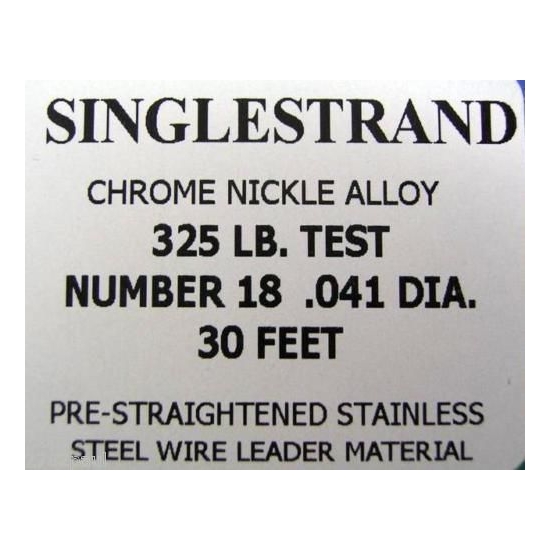 SINGLESTRAND
CHROME NICKLE ALLOY
325 LB. TEST
NUMBER 18 .041 DIA.
30 FEET
PRE-STRAIGHTENED STAINLESS
STEEL WIRE LEADER MATERIAL